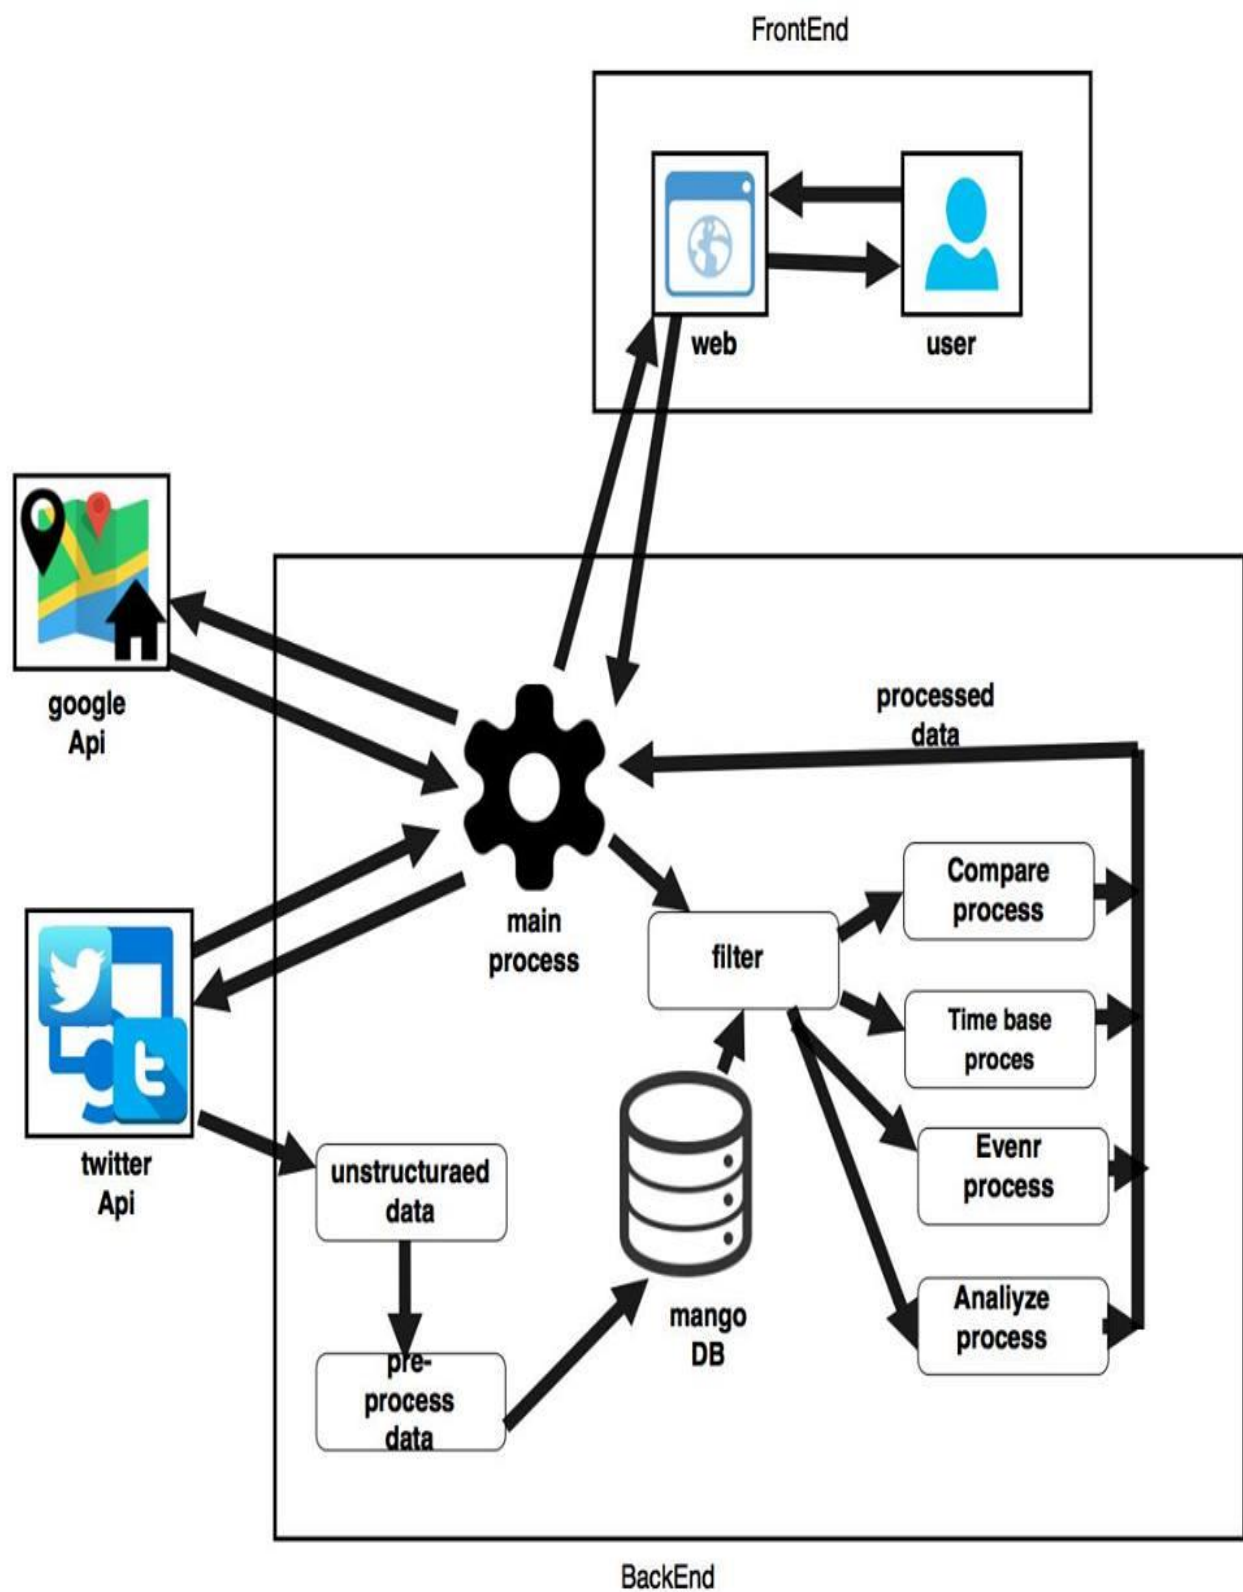 FrontEnd
web
user
google
Api
processed
data
main
process
filter
Compare
process
Time base
proces
Evenr
process
Analiyze
process
twitter
Api
unstructuraed
data
pre-
process
data
mango
DB
BackEnd